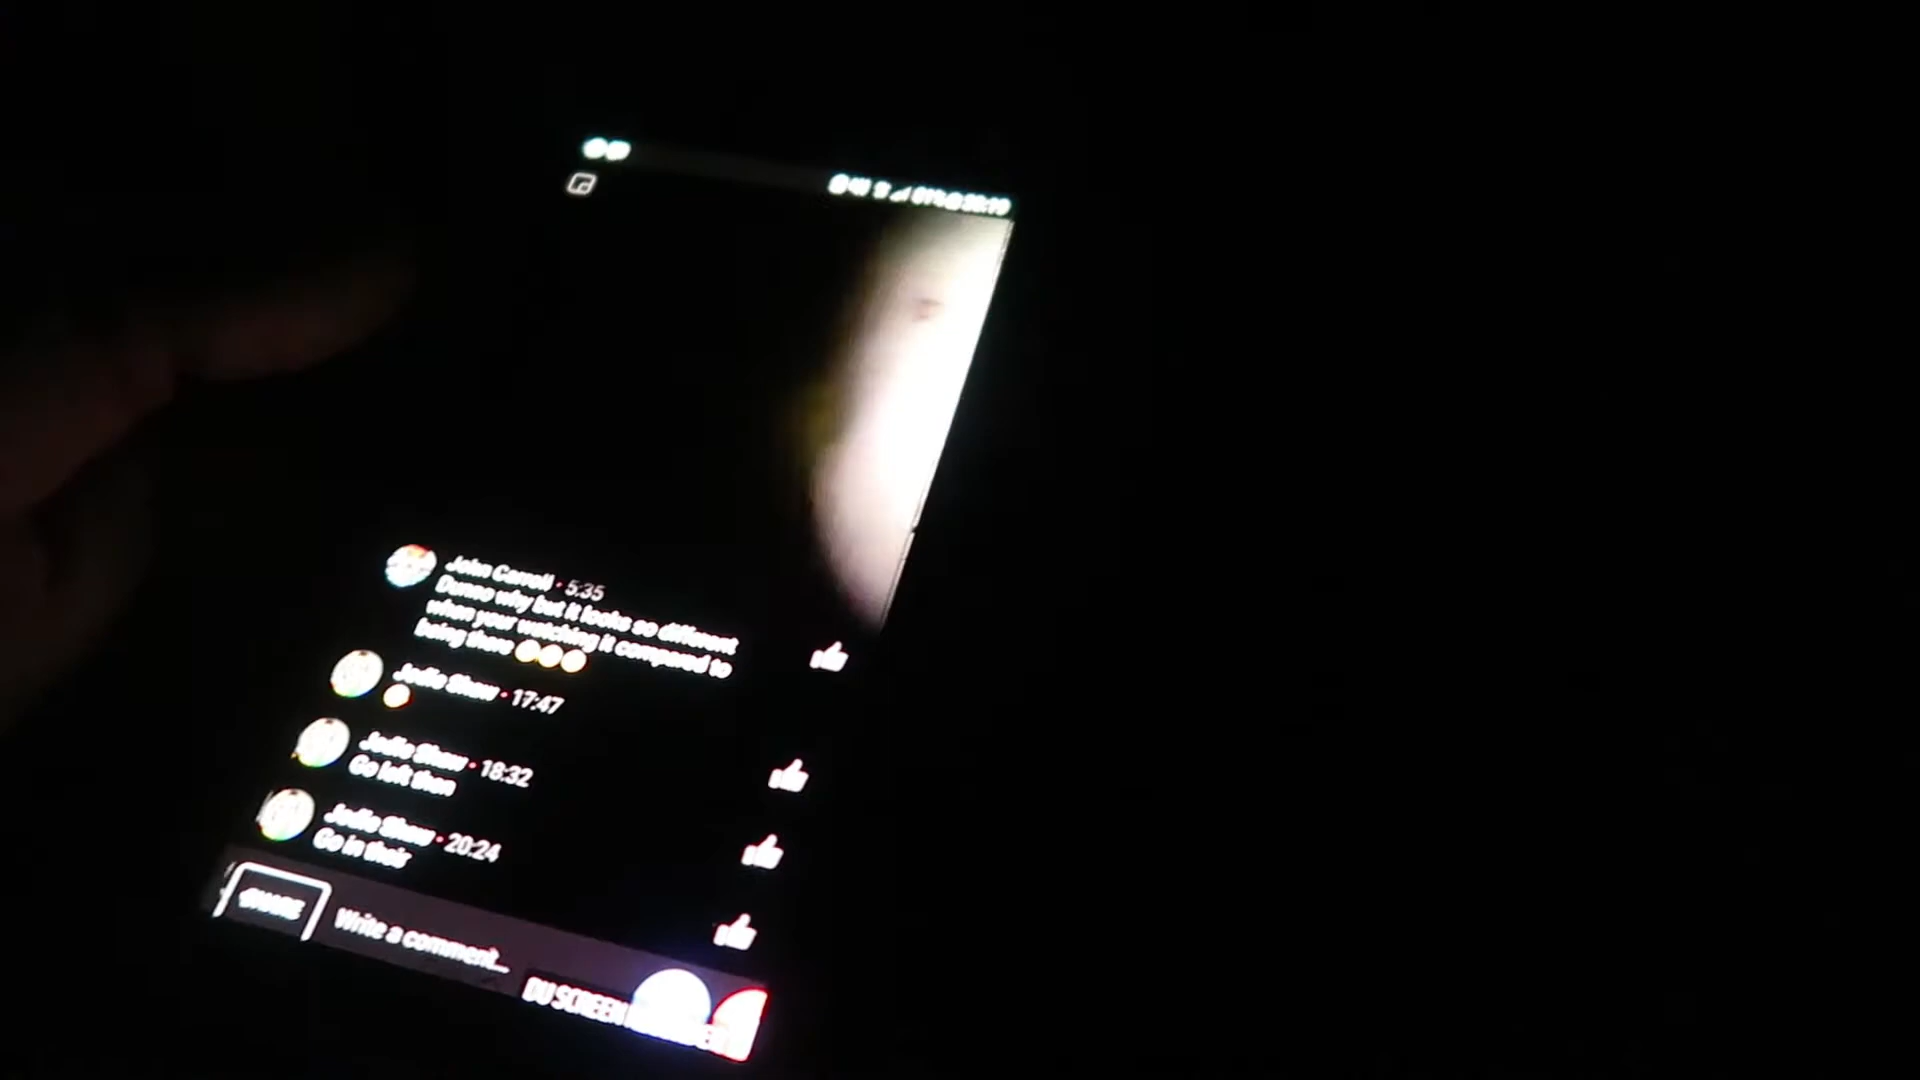 John Carroll · 5:35
Dunno why but it looks so different
when your watching it compared to
being there
Jodie Shaw · 17:47
Jodie Shaw · 18:32
Go left then
Jodie Shaw · 20:24
Go in their
SHARE
Write a comment...
DU SCREEN